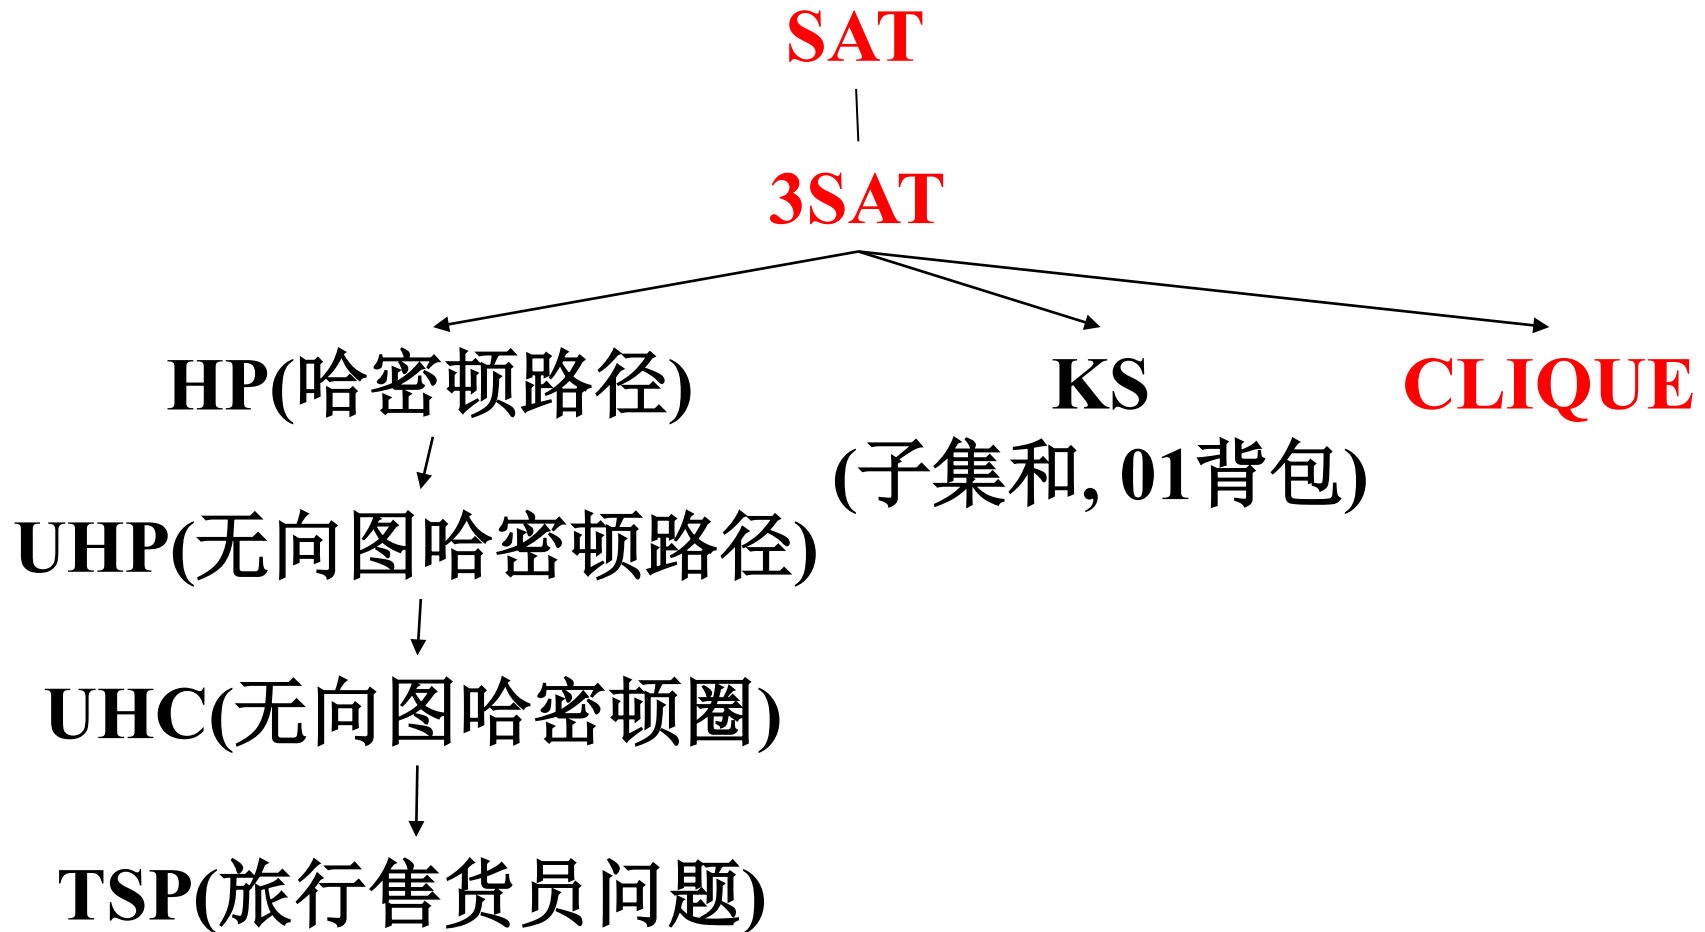 SAT
3SAT
HP(哈密顿路径)
KS
CLIQUE
(子集和, 01背包)
UHP(无向图哈密顿路径)
UHC(无向图哈密顿圈)
TSP(旅行售货员问题)